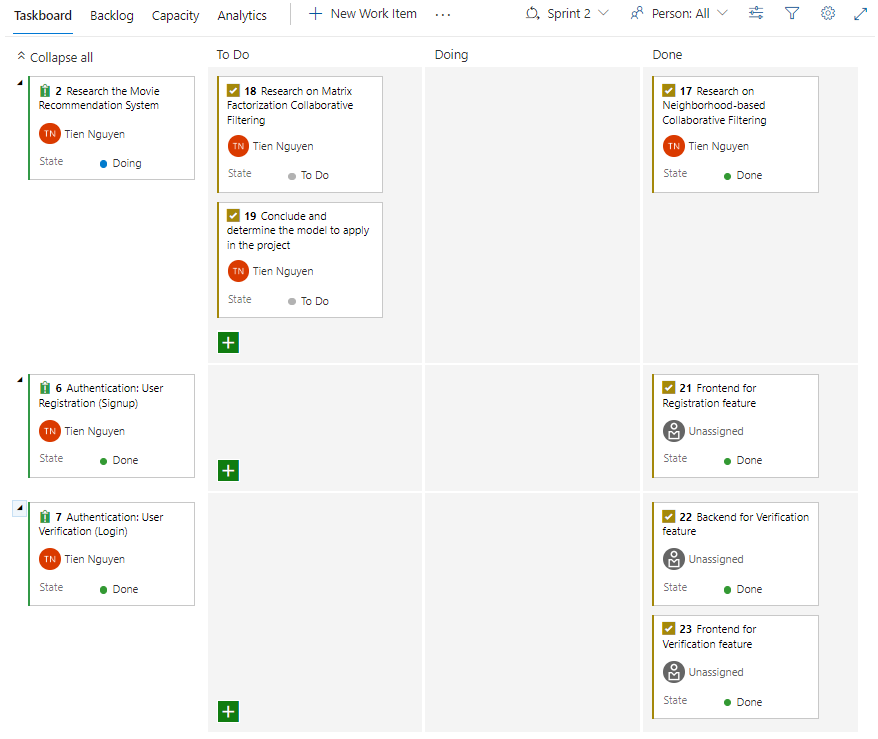 Taskboard Backlog Capacity Analytics New Work Item ... Sprint 2 Person: All
Collapse all To Do Doing Done
2 Research the Movie
Recommendation System
TN Tien Nguyen
State Doing
18 Research on Matrix
Factorization Collaborative
Filtering
TN Tien Nguyen
State To Do
19 Conclude and
determine the model to apply
in the project
TN Tien Nguyen
State To Do
17 Research on
Neighborhood-based
Collaborative Filtering
TN Tien Nguyen
State Done
6 Authentication: User
Registration (Signup)
TN Tien Nguyen
State Done
21 Frontend for
Registration feature
Unassigned
State Done
7 Authentication: User
Verification (Login)
TN Tien Nguyen
State Done
22 Backend for Verification
feature
Unassigned
State Done
23 Frontend for
Verification feature
Unassigned
State Done